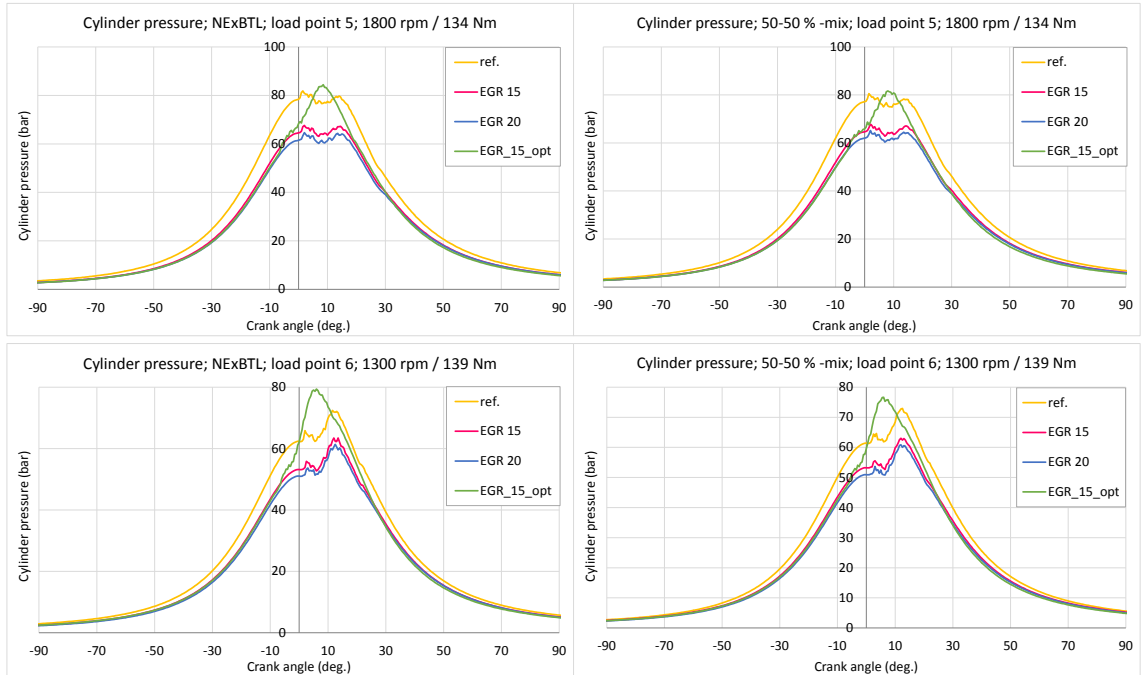 Cylinder pressure; NExBTL; load point 5; 1800 rpm / 134 Nm
Cylinder pressure (bar)
100
80
60
40
20
0
-90 -70 -50 -30 -10 10 30 50 70 90
Crank angle (deg.)
ref.
EGR 15
EGR 20
EGR_15_opt
Cylinder pressure; 50-50 % -mix; load point 5; 1800 rpm / 134 Nm
Cylinder pressure (bar)
100
80
60
40
20
0
-90 -70 -50 -30 -10 10 30 50 70 90
Crank angle (deg.)
ref.
EGR 15
EGR 20
EGR_15_opt
Cylinder pressure; NExBTL; load point 6; 1300 rpm / 139 Nm
Cylinder pressure (bar)
80
60
40
20
0
-90 -70 -50 -30 -10 10 30 50 70 90
Crank angle (deg.)
ref.
EGR 15
EGR 20
EGR_15_opt
Cylinder pressure; 50-50 % -mix; load point 6; 1300 rpm / 139 Nm
Cylinder pressure (bar)
80
70
60
50
40
30
20
10
0
-90 -70 -50 -30 -10 10 30 50 70 90
Crank angle (deg.)
ref.
EGR 15
EGR 20
EGR_15_opt